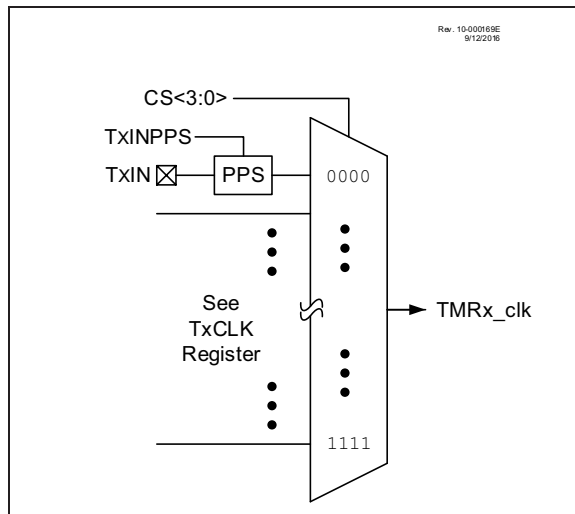 Rev. 10-000169E
9/12/2016
CS<3:0>
TxINPPS
TxIN
PPS
0000
See
TxCLK
Register
TMRx_clk
1111